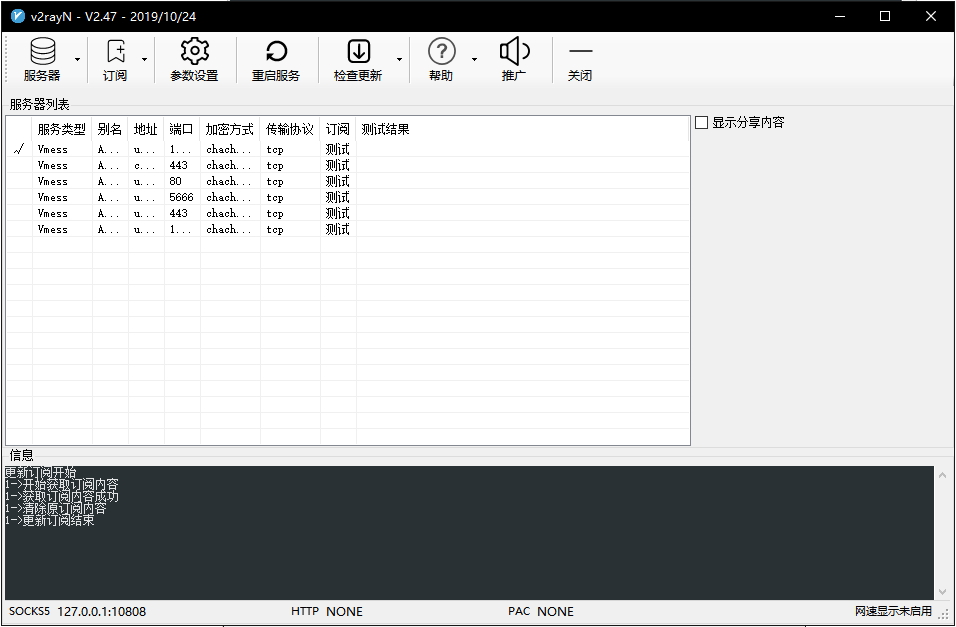 v2rayN - V2.47 - 2019/10/24
服务器 订阅 参数设置 重启服务 检查更新 帮助 推广 关闭
服务器列表
服务类型 别名 地址 端口 加密方式 传输协议 订阅 测试结果
显示分享内容
✓ Vmess A... u... 1... chach... tcp 测试
Vmess A... c... 443 chach... tcp 测试
Vmess A... u... 80 chach... tcp 测试
Vmess A... u... 5666 chach... tcp 测试
Vmess A... u... 443 chach... tcp 测试
Vmess A... u... 1... chach... tcp 测试
信息
更新订阅开始
1->开始获取订阅内容
1->获取订阅内容成功
1->清除原订阅内容
1->更新订阅结束
SOCKS5 127.0.0.1:10808 HTTP NONE PAC NONE 网速显示未启用